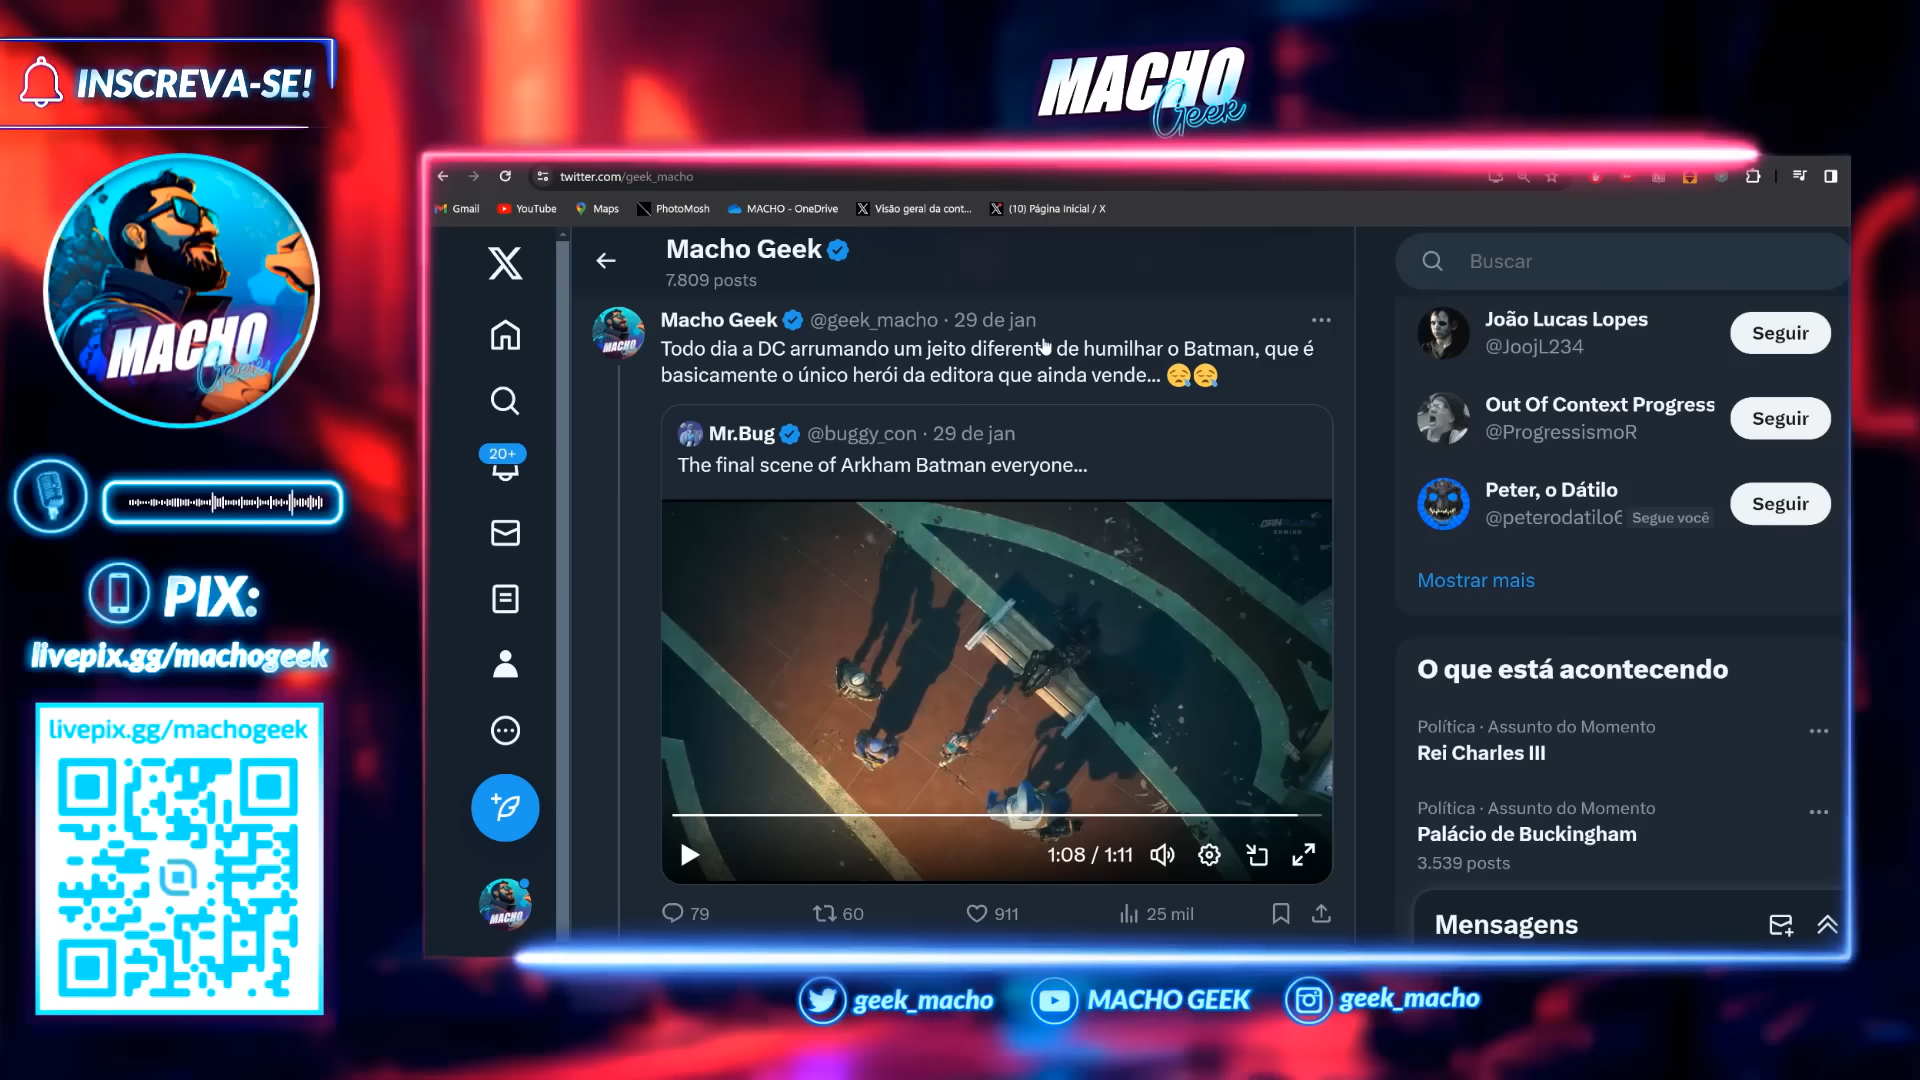 INSCREVA-SE!
MACHO
Geek
twitter.com/geek_macho
Gmail
YouTube
Maps
PhotoMosh
MACHO - OneDrive
Visão geral da cont...
(10) Página Inicial / X
MACHO
Geek
PIX:
livepix.gg/machogeek
livepix.gg/machogeek
20+
MACHO
Macho Geek
7.809 posts
MACHO
Macho Geek @geek_macho · 29 de jan
Todo dia a DC arrumando um jeito diferente de humilhar o Batman, que é
basicamente o único herói da editora que ainda vende...
Mr.Bug @buggy_con · 29 de jan
The final scene of Arkham Batman everyone...
GAMING
1:08 / 1:11
79
60
911
25 mil
Buscar
João Lucas Lopes
@JoojL234
Seguir
Out Of Context Progress
@ProgressismoR
Seguir
Peter, o Dátilo
@peterodatilo6 Segue você
Seguir
Mostrar mais
O que está acontecendo
Política · Assunto do Momento
Rei Charles III
Política · Assunto do Momento
Palácio de Buckingham
3.539 posts
Mensagens
geek_macho
MACHO GEEK
geek_macho